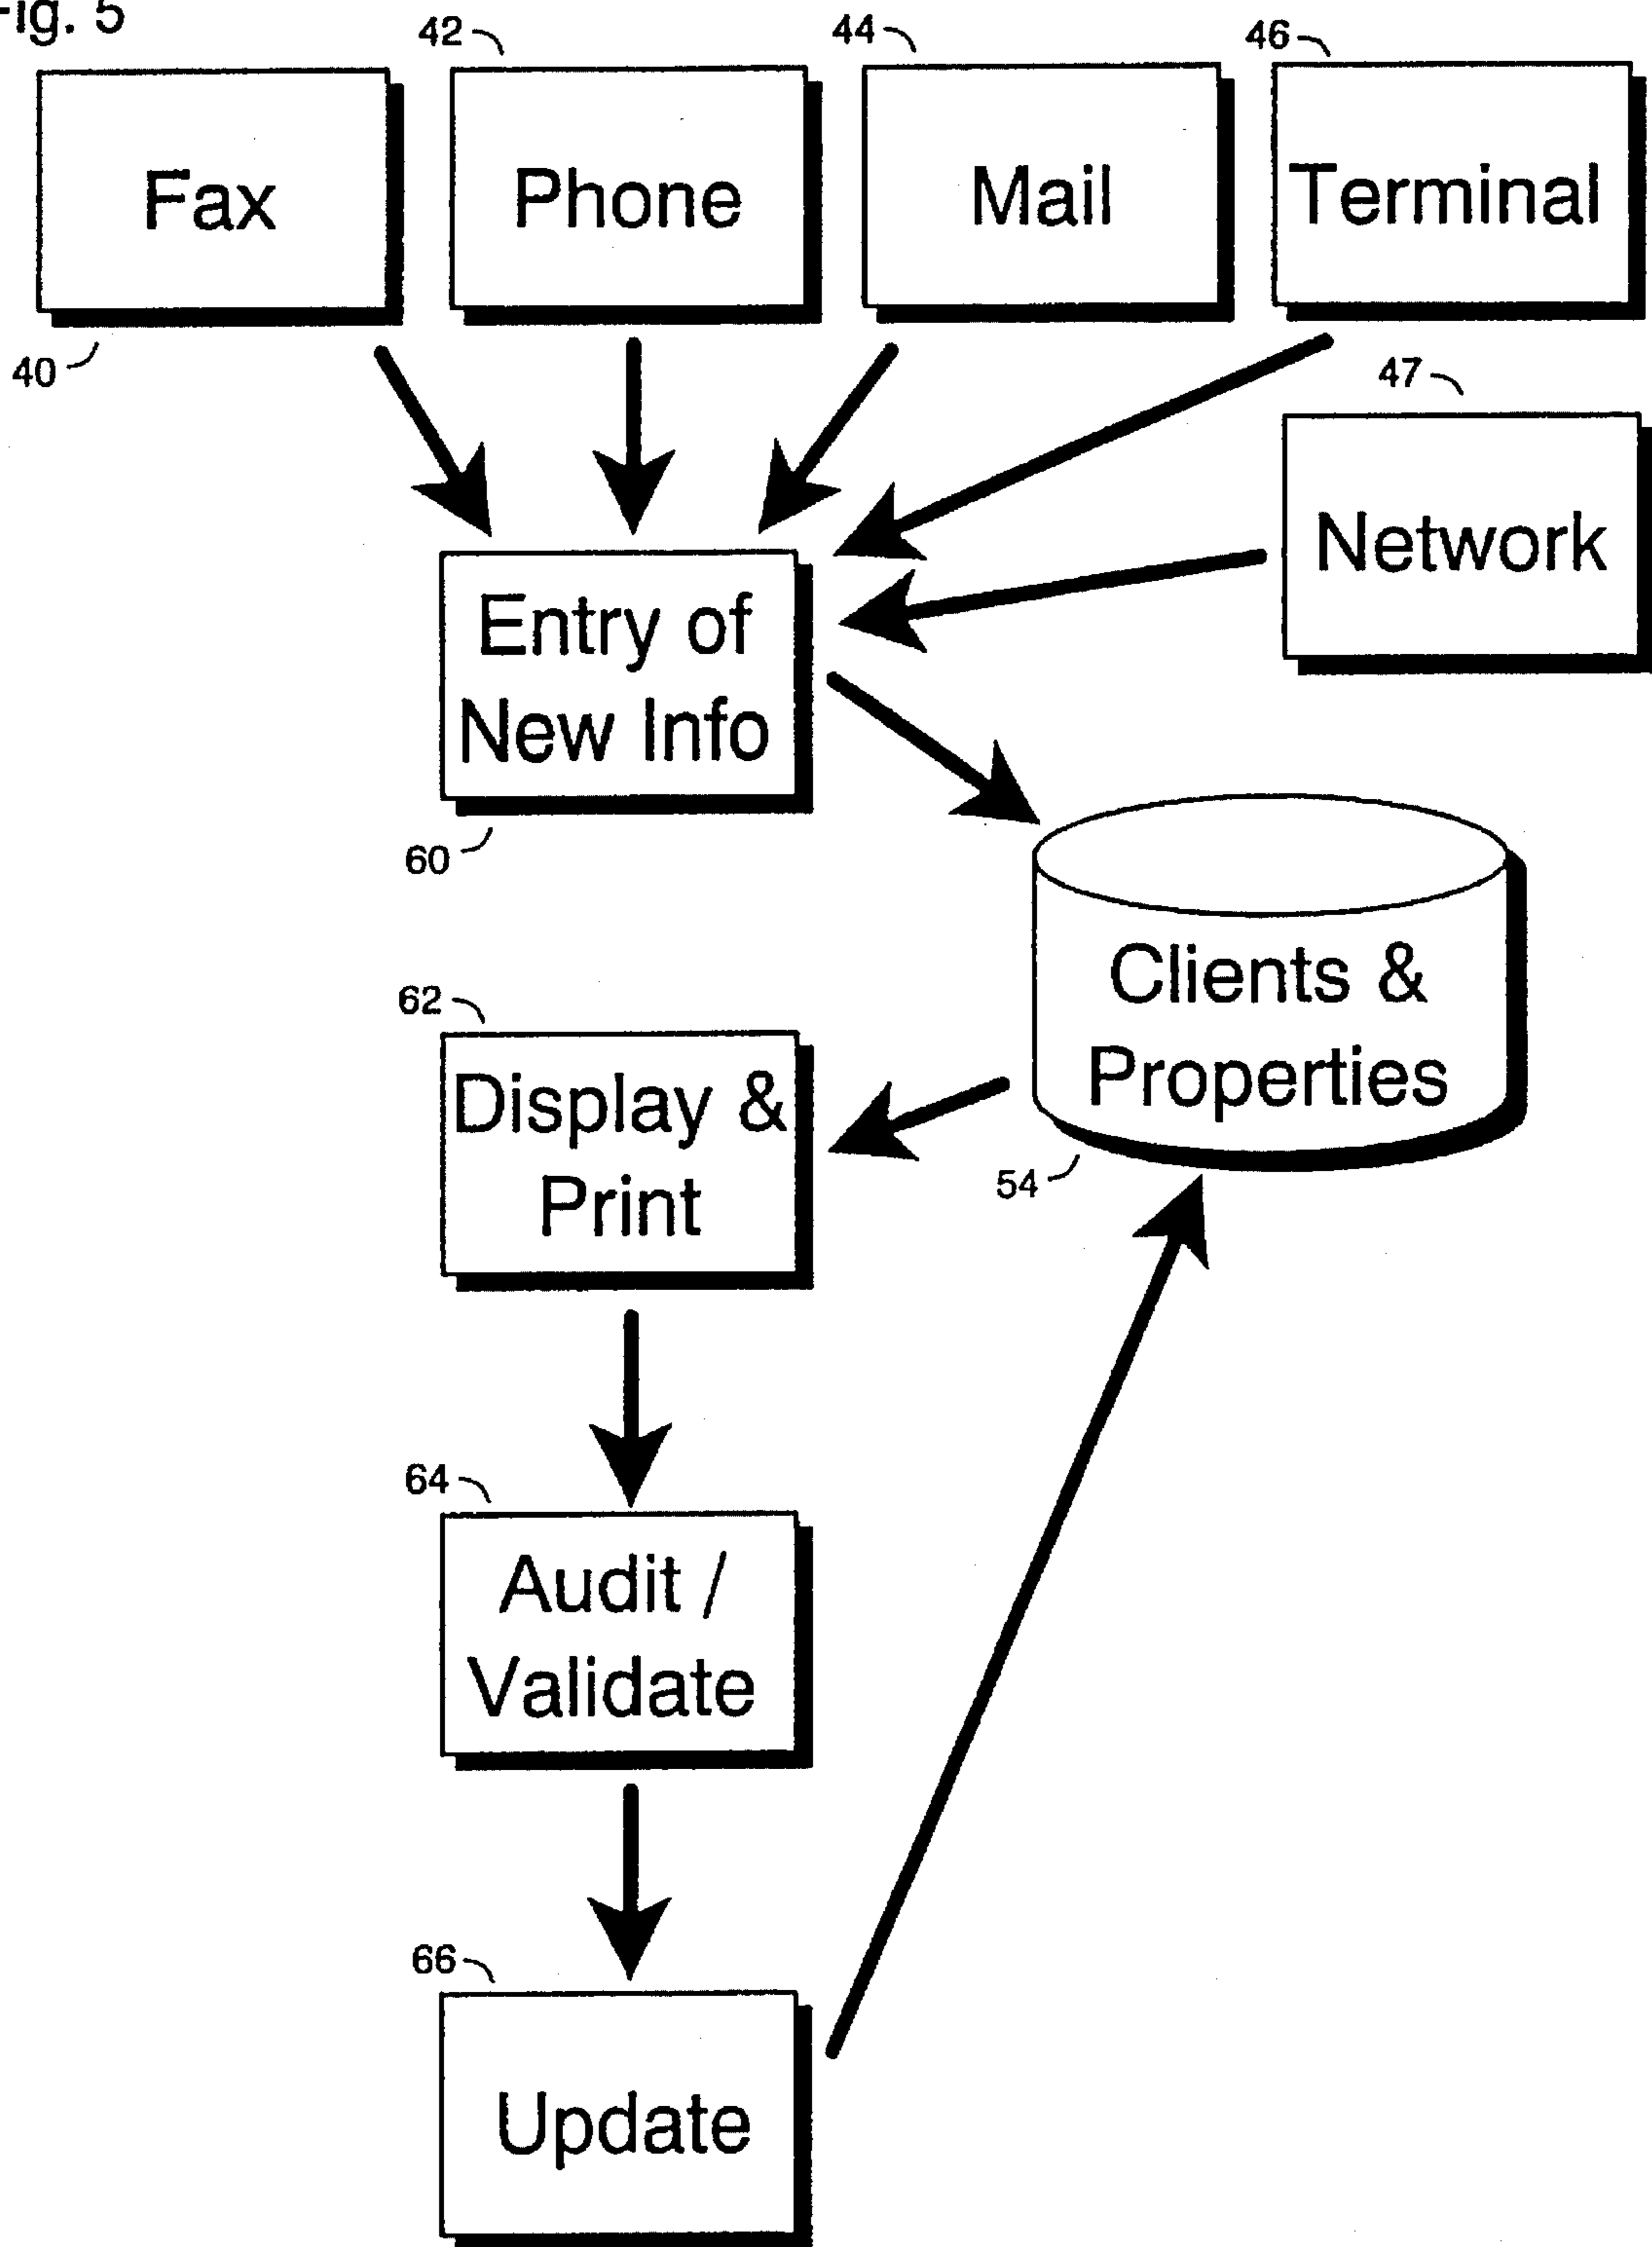 Fig. 5
42
44
46
Fax
Phone
Mail
Terminal
40
47
Network
Entry of
New Info
60
Clients &
Properties
54
62
Display &
Print
64
Audit /
Validate
66
Update